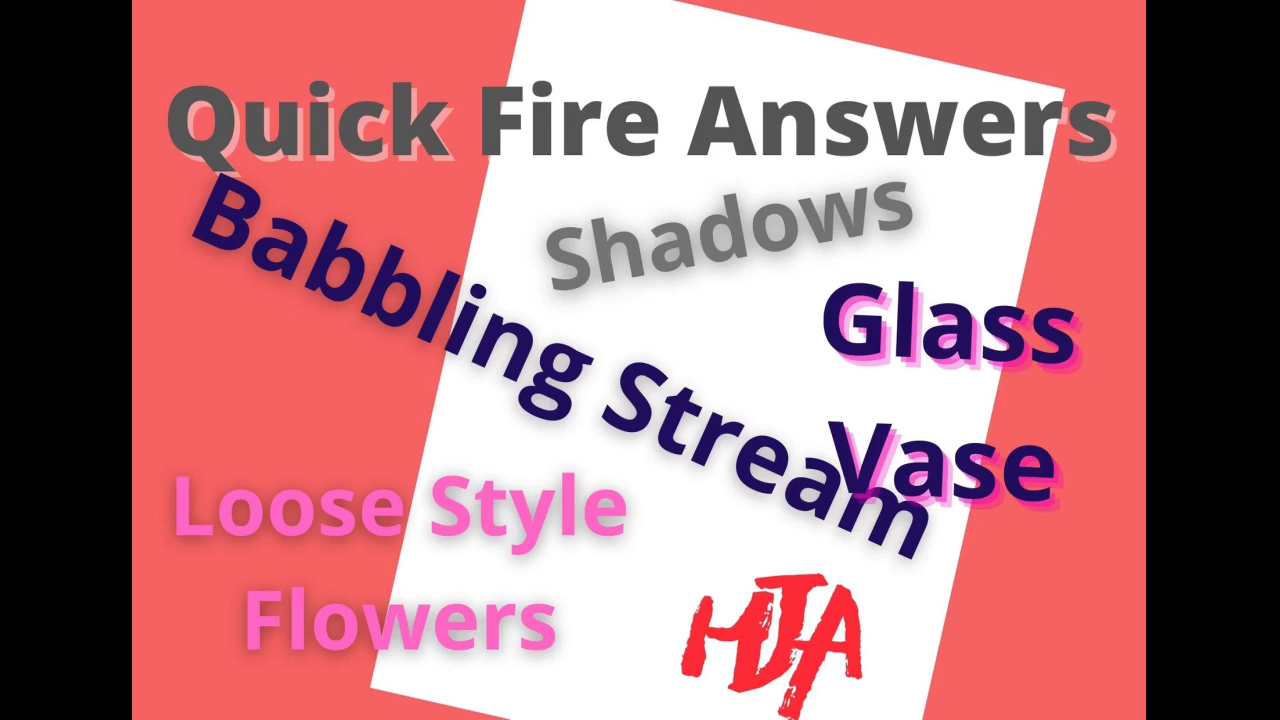 Quick Fire Answers
Shadows
Babbling Stream
Glass
Vase
Loose Style
Flowers
HJA